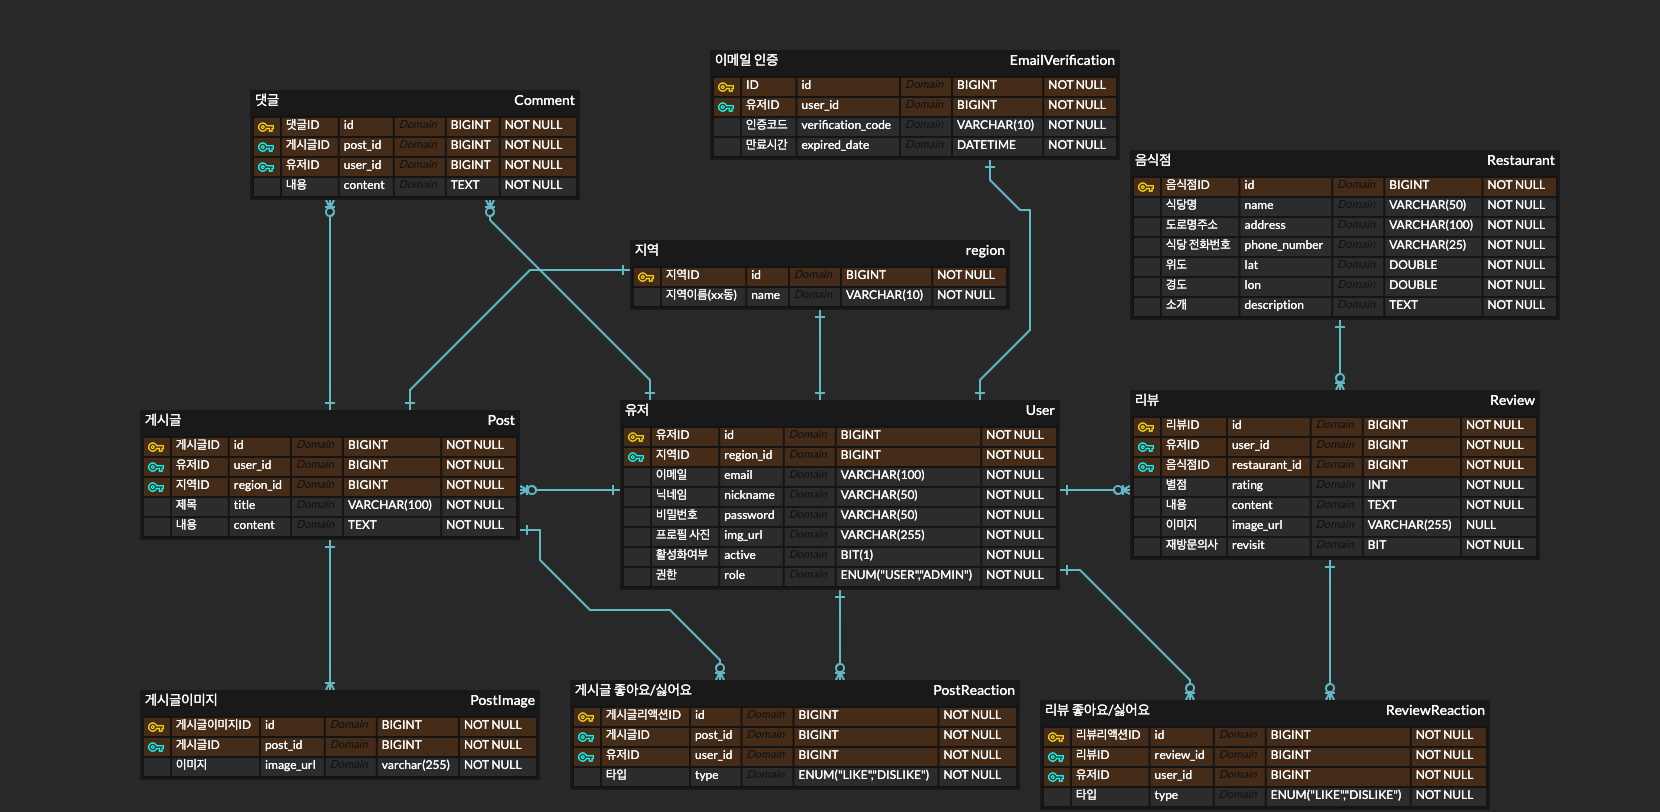 이메일 인증 EmailVerification
ID id Domain BIGINT NOT NULL
유저ID user_id Domain BIGINT NOT NULL
인증코드 verification_code Domain VARCHAR(10) NOT NULL
만료시간 expired_date Domain DATETIME NOT NULL
댓글 Comment
댓글ID id Domain BIGINT NOT NULL
게시글ID post_id Domain BIGINT NOT NULL
유저ID user_id Domain BIGINT NOT NULL
내용 content Domain TEXT NOT NULL
음식점 Restaurant
음식점ID id Domain BIGINT NOT NULL
식당명 name Domain VARCHAR(50) NOT NULL
도로명주소 address Domain VARCHAR(100) NOT NULL
식당 전화번호 phone_number Domain VARCHAR(25) NOT NULL
위도 lat Domain DOUBLE NOT NULL
경도 lon Domain DOUBLE NOT NULL
소개 description Domain TEXT NOT NULL
지역 region
지역ID id Domain BIGINT NOT NULL
지역이름(xx동) name Domain VARCHAR(10) NOT NULL
게시글 Post
게시글ID id Domain BIGINT NOT NULL
유저ID user_id Domain BIGINT NOT NULL
지역ID region_id Domain BIGINT NOT NULL
제목 title Domain VARCHAR(100) NOT NULL
내용 content Domain TEXT NOT NULL
유저 User
유저ID id Domain BIGINT NOT NULL
지역ID region_id Domain BIGINT NOT NULL
이메일 email Domain VARCHAR(100) NOT NULL
닉네임 nickname Domain VARCHAR(50) NOT NULL
비밀번호 password Domain VARCHAR(50) NOT NULL
프로필 사진 img_url Domain VARCHAR(255) NOT NULL
활성화여부 active Domain BIT(1) NOT NULL
권한 role Domain ENUM("USER","ADMIN") NOT NULL
리뷰 Review
리뷰ID id Domain BIGINT NOT NULL
유저ID user_id Domain BIGINT NOT NULL
음식점ID restaurant_id Domain BIGINT NOT NULL
별점 rating Domain INT NOT NULL
내용 content Domain TEXT NOT NULL
이미지 image_url Domain VARCHAR(255) NULL
재방문의사 revisit Domain BIT NOT NULL
게시글이미지 PostImage
게시글이미지ID id Domain BIGINT NOT NULL
게시글ID post_id Domain BIGINT NOT NULL
이미지 image_url Domain varchar(255) NOT NULL
게시글 좋아요/싫어요 PostReaction
게시글리액션ID id Domain BIGINT NOT NULL
게시글ID post_id Domain BIGINT NOT NULL
유저ID user_id Domain BIGINT NOT NULL
타입 type Domain ENUM("LIKE","DISLIKE") NOT NULL
리뷰 좋아요/싫어요 ReviewReaction
리뷰리액션ID id Domain BIGINT NOT NULL
리뷰ID review_id Domain BIGINT NOT NULL
유저ID user_id Domain BIGINT NOT NULL
타입 type Domain ENUM("LIKE","DISLIKE") NOT NULL